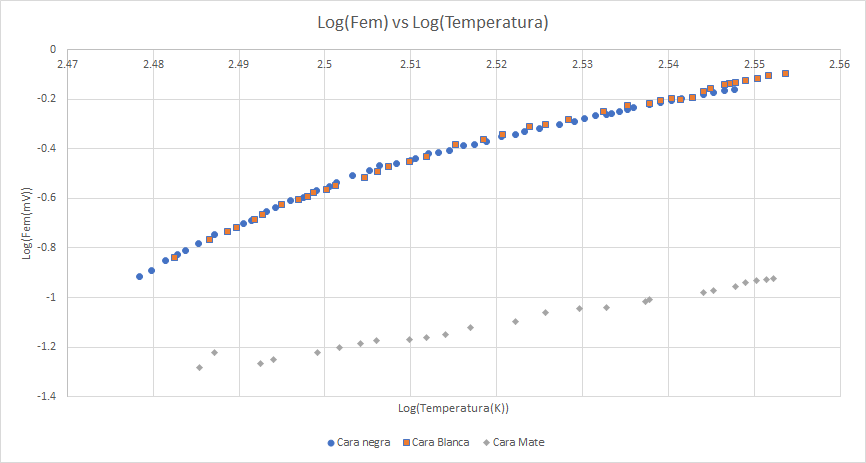 Log(Fem) vs Log(Temperatura)
0
2.47 2.48 2.49 2.5 2.51 2.52 2.53 2.54 2.55 2.56
-0.2
-0.4
-0.6
-0.8
-1
-1.2
-1.4
Log(Fem(mV))
Log(Temperatura(K))
Cara negra Cara Blanca Cara Mate